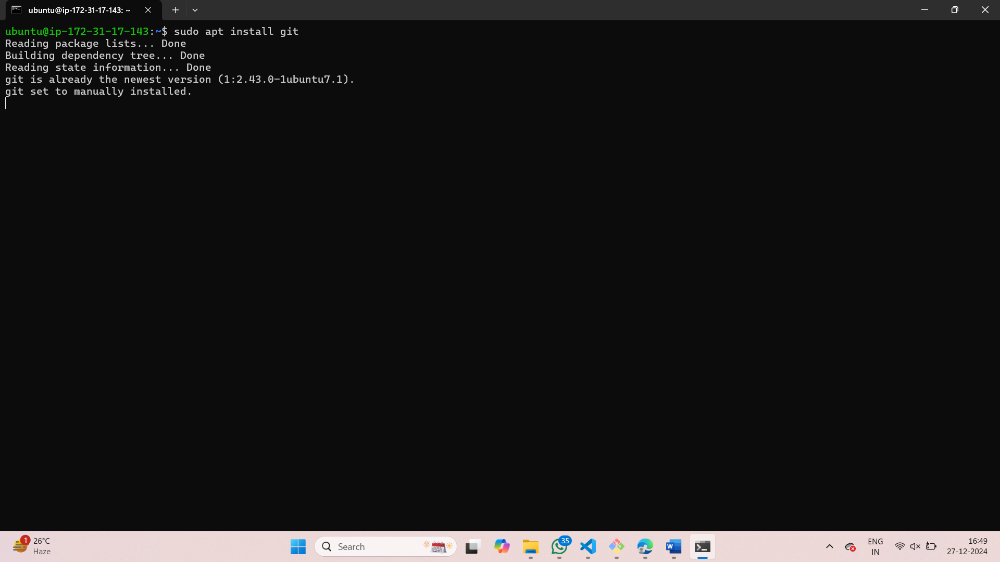 ubuntu@ip-172-31-17-143: ~
ubuntu@ip-172-31-17-143:~$ sudo apt install git
Reading package lists... Done
Building dependency tree... Done
Reading state information... Done
git is already the newest version (1:2.43.0-1ubuntu7.1).
git set to manually installed.
1
26°C
Haze
Search
35
W
ENG
IN
16:49
27-12-2024